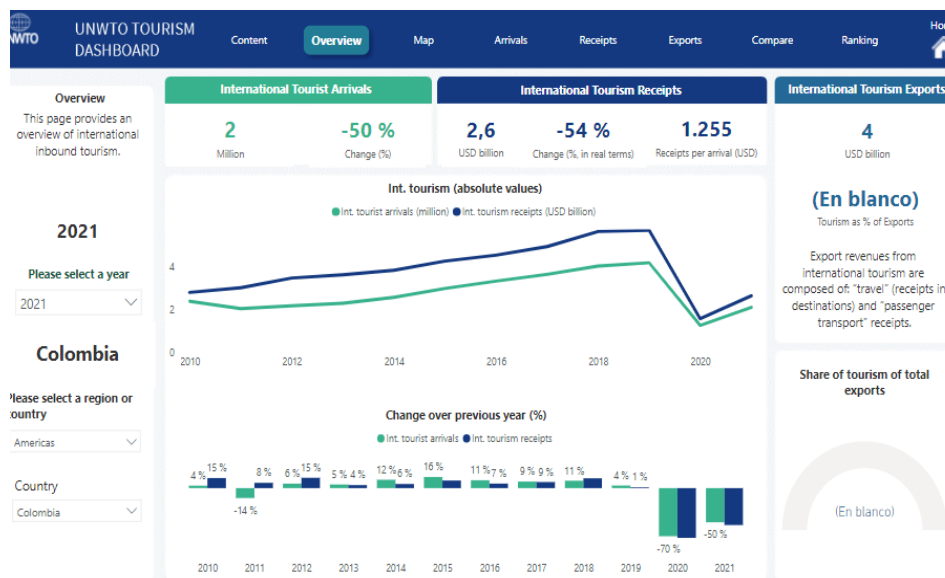 UNWTO TOURISM
DASHBOARD
Content
Overview
Map
Arrivals
Receipts
Exports
Compare
Ranking
Overview
This page provides an
overview of international
inbound tourism.
2021
Please select a year
2021
Colombia
Please select a region or
country
Americas
Country
Colombia
International Tourist Arrivals
2
Million
-50 %
Change (%)
International Tourism Receipts
2,6
USD billion
-54 %
Change (%, in real terms)
1.255
Receipts per arrival (USD)
International Tourism Exports
4
USD billion
(En blanco)
Tourism as % of Exports
Export revenues from
international tourism are
composed of: "travel" (receipts in
destinations) and "passenger
transport" receipts.
Share of tourism of total
exports
(En blanco)
Int. tourism (absolute values)
Int. tourist arrivals (million) Int. tourism receipts (USD billion)
4
2
0
2010 2012 2014 2016 2018 2020
Change over previous year (%)
Int. tourist arrivals Int. tourism receipts
4 % 15 % -14 % 8 % 6 % 15 % 5 % 4 % 12 % 6 % 16 % 11 % 7 % 9 % 9 % 11 % 4 % 1 % -70 % -50 %
2010 2011 2012 2013 2014 2015 2016 2017 2018 2019 2020 2021